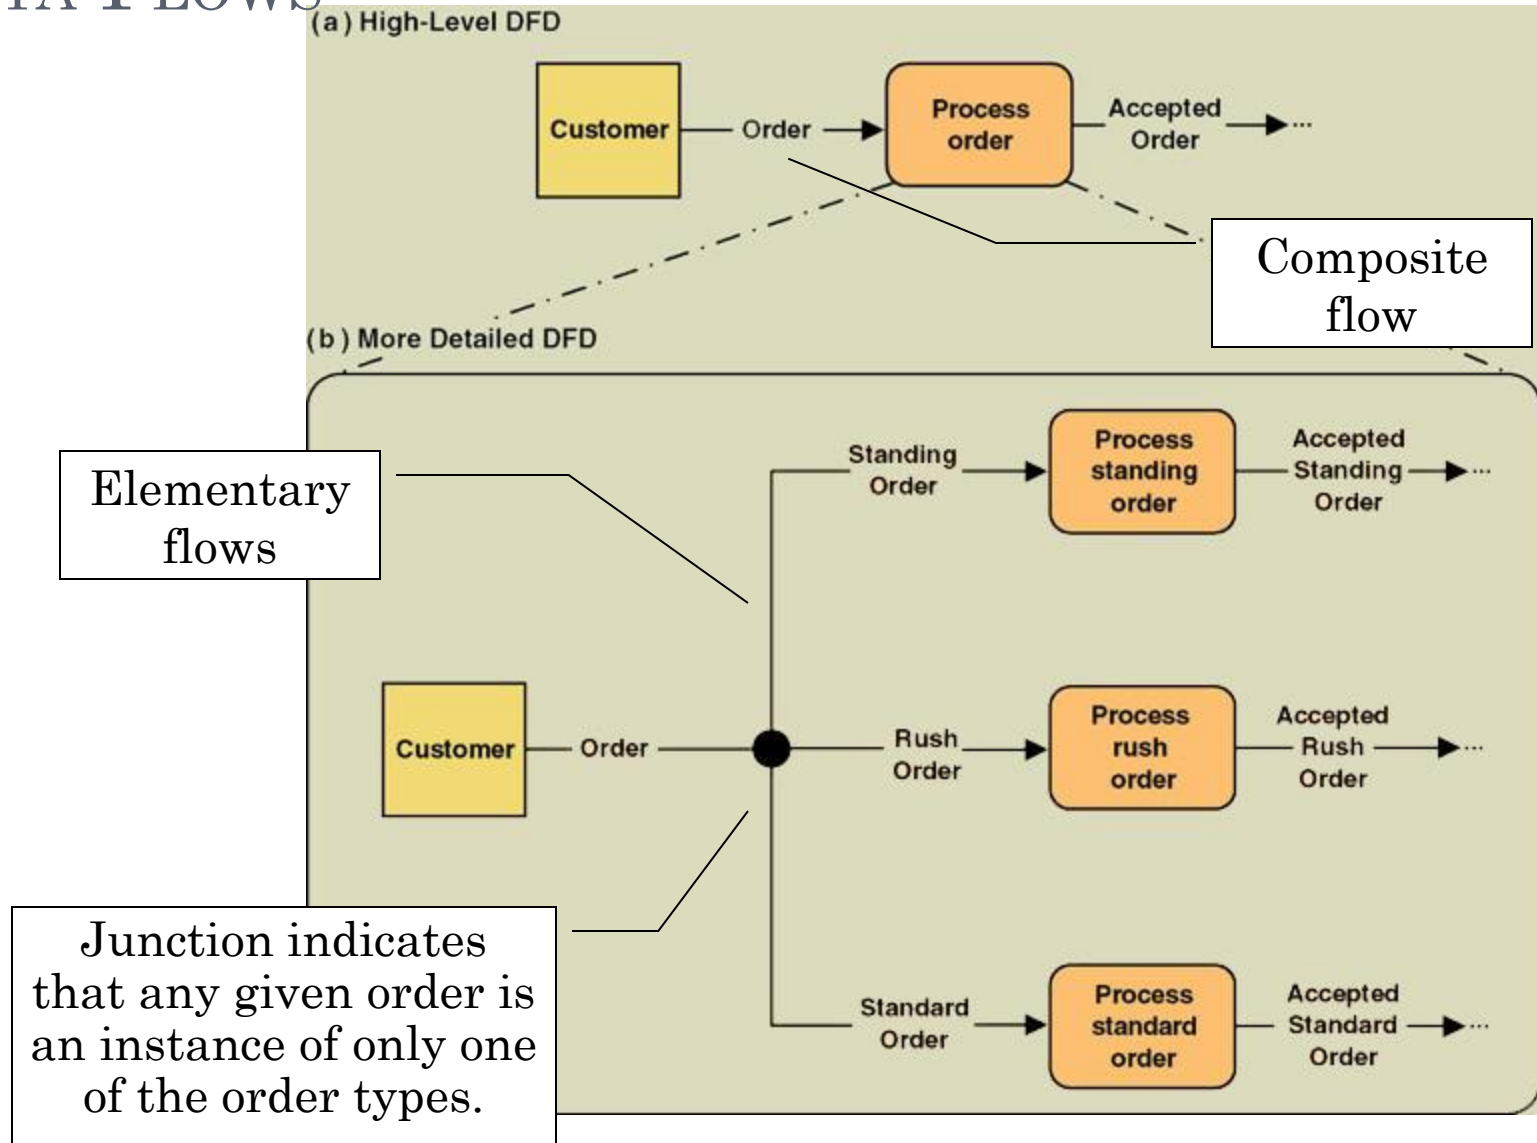 FLOWS
(a) High-Level DFD
Customer
Order
Process
order
Accepted
Order
...
Composite
flow
(b) More Detailed DFD
Elementary
flows
Standing
Order
Process
standing
order
Accepted
Standing
Order
...
Customer
Order
Rush
Order
Process
rush
order
Accepted
Rush
Order
...
Junction indicates
that any given order is
an instance of only one
of the order types.
Standard
Order
Process
standard
order
Accepted
Standard
Order
...